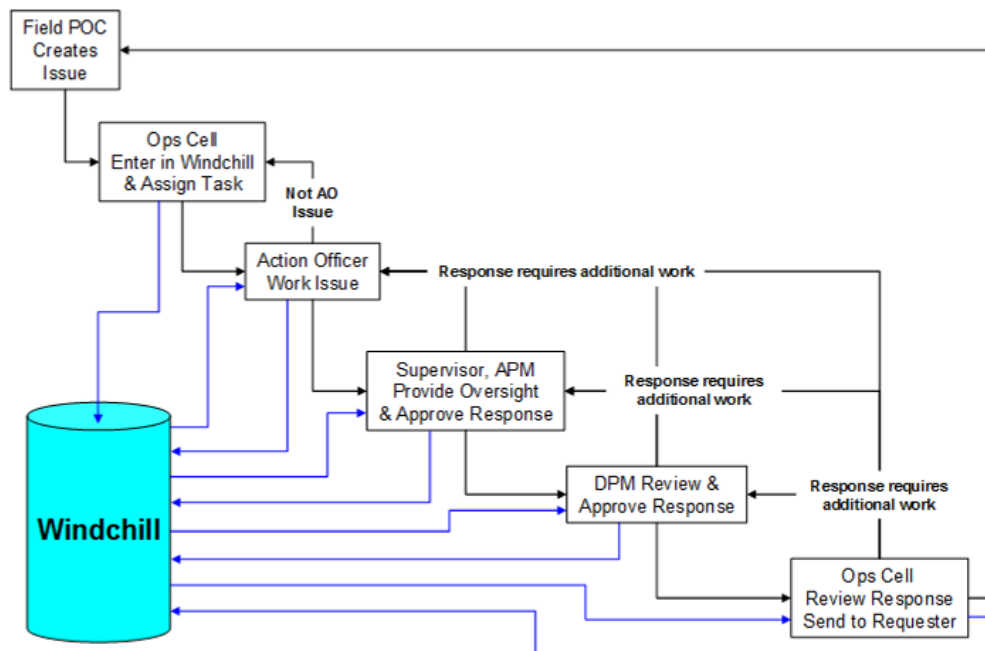 Field POC
Creates
Issue
Ops Cell
Enter in Windchill
& Assign Task
Not AO
Issue
Action Officer
Work Issue
Response requires additional work
Supervisor, APM
Provide Oversight
& Approve Response
Response requires
additional work
DPM Review &
Approve Response
Response requires
additional work
Windchill
Ops Cell
Review Response
Send to Requester